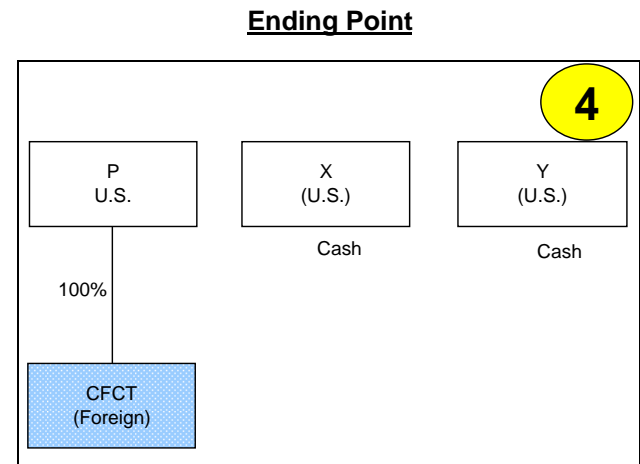 Ending Point
4
P
U.S.
X
(U.S.)
Y
(U.S.)
Cash
Cash
100%
CFCT
(Foreign)